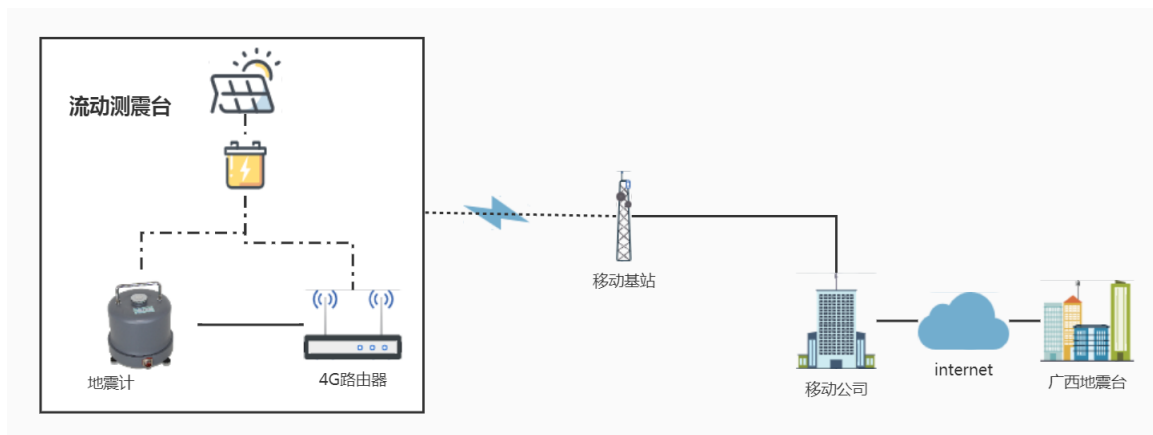 流动测震台
移动基站
地震计
4G路由器
移动公司
internet
广西地震台